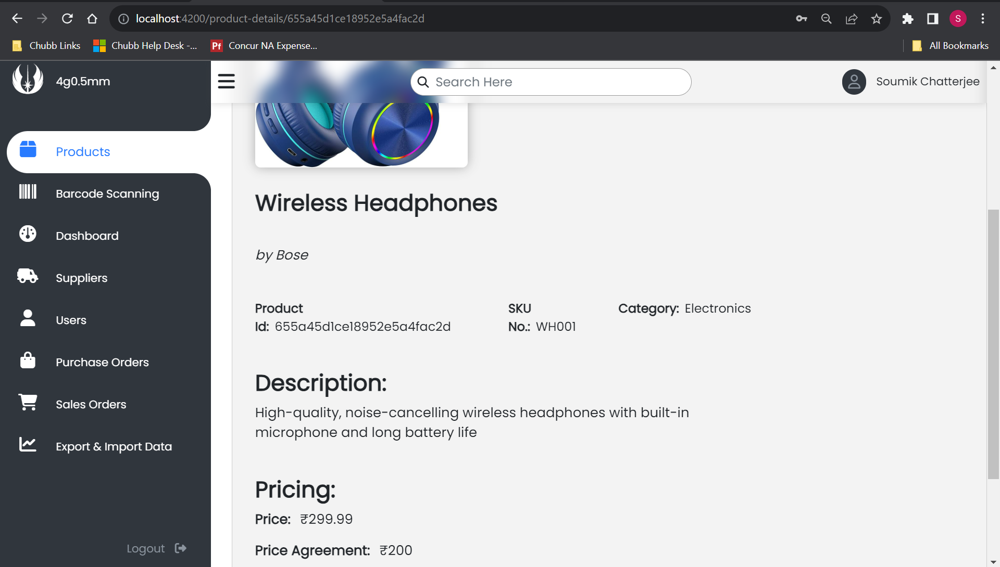 localhost:4200/product-details/655a45d1ce18952e5a4fac2d
S
Chubb Links
Chubb Help Desk -...
Pf Concur NA Expense...
All Bookmarks
4g0.5mm
Search Here
Soumik Chatterjee
Products
Barcode Scanning
Dashboard
Suppliers
Users
Purchase Orders
Sales Orders
Export & Import Data
Logout
Wireless Headphones
by Bose
Product
Id: 655a45d1ce18952e5a4fac2d
SKU
No.: WH001
Category: Electronics
Description:
High-quality, noise-cancelling wireless headphones with built-in
microphone and long battery life
Pricing:
Price: ₹299.99
Price Agreement: ₹200